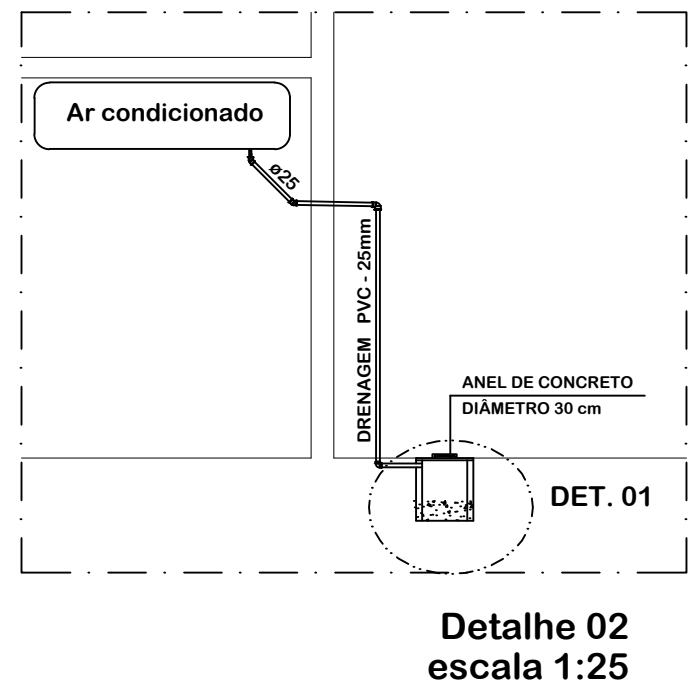 Ar condicionado
ø25
DRENAGEM PVC - 25mm
ANEL DE CONCRETO
DIÂMETRO 30 cm
DET. 01
Detalhe 02
escala 1:25